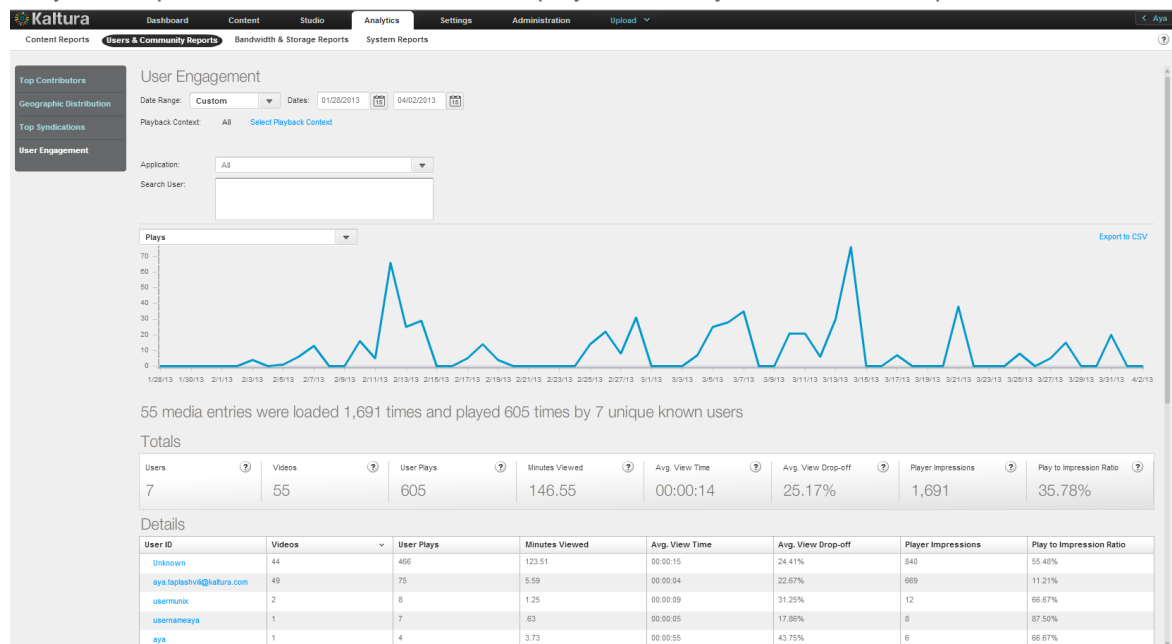 Kaltura Dashboard Content Studio Analytics Settings Administration Upload Aya
Content Reports Users & Community Reports Bandwidth & Storage Reports System Reports ?
Top Contributors
Geographic Distribution
Top Syndications
User Engagement
User Engagement
Date Range: Custom Dates: 01/28/2013 15 04/02/2013 15
Playback Context: All Select Playback Context
Application: All
Search User:
Plays Export to CSV
70
60
50
40
30
20
10
0
1/28/13 1/30/13 2/1/13 2/3/13 2/5/13 2/7/13 2/9/13 2/11/13 2/13/13 2/15/13 2/17/13 2/19/13 2/21/13 2/23/13 2/25/13 2/27/13 3/1/13 3/3/13 3/5/13 3/7/13 3/9/13 3/11/13 3/13/13 3/15/13 3/17/13 3/19/13 3/21/13 3/23/13 3/25/13 3/27/13 3/29/13 3/31/13 4/2/13
55 media entries were loaded 1,691 times and played 605 times by 7 unique known users
Totals
Users ? Videos ? User Plays ? Minutes Viewed ? Avg. View Time ? Avg. View Drop-off ? Player Impressions ? Play to Impression Ratio ?
7 55 605 146.55 00:00:14 25.17% 1,691 35.78%
Details
User ID Videos User Plays Minutes Viewed Avg. View Time Avg. View Drop-off Player Impressions Play to Impression Ratio
Unknown 44 466 123.51 00:00:15 24.41% 840 55.48%
aya.taplashvili@kaltura.com 49 75 5.59 00:00:04 22.67% 669 11.21%
usermunix 2 8 1.25 00:00:09 31.25% 12 66.67%
usernameaya 1 7 .63 00:00:05 17.86% 8 87.50%
aya 1 4 3.73 00:00:55 43.75% 6 66.67%